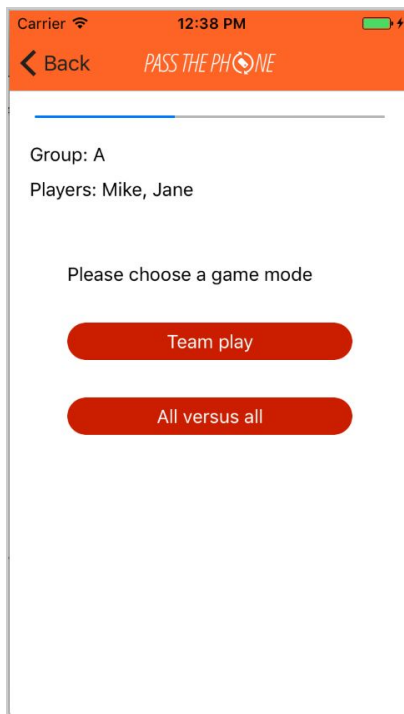 Carrier 12:38 PM
Back PASS THE PHONE
Group: A
Players: Mike, Jane
Please choose a game mode
Team play
All versus all